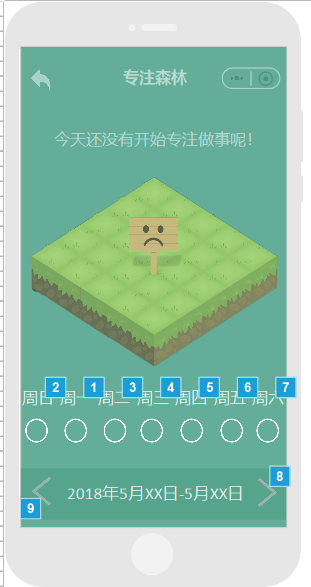 专注森林
今天还没有开始专注做事呢！
2 1 3 4 5 6 7
周日 周一 周二 周三 周四 周五 周六
8
2018年5月XX日-5月XX日
9